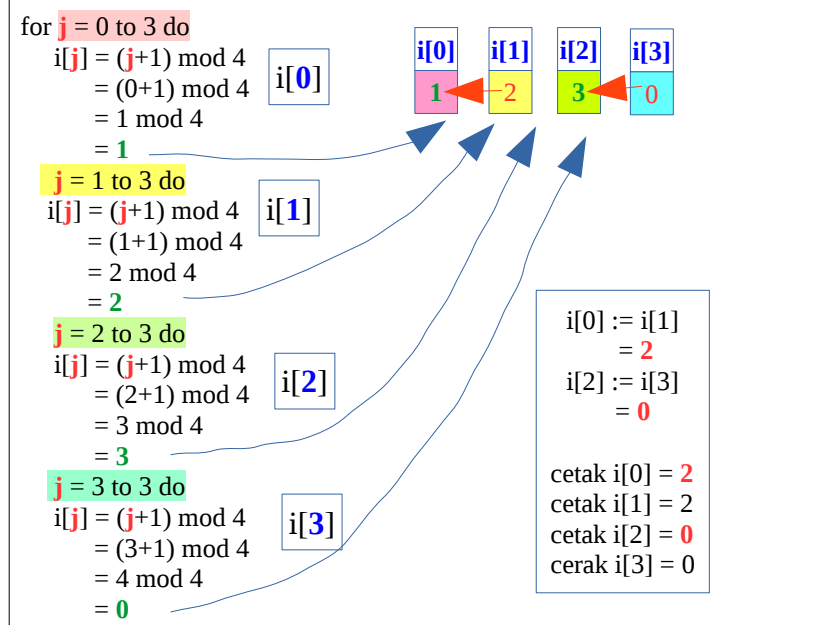 for j = 0 to 3 do
i[j] = (j+1) mod 4
= (0+1) mod 4
= 1 mod 4
= 1
i[0]
j = 1 to 3 do
i[j] = (j+1) mod 4
= (1+1) mod 4
= 2 mod 4
= 2
i[1]
j = 2 to 3 do
i[j] = (j+1) mod 4
= (2+1) mod 4
= 3 mod 4
= 3
i[2]
j = 3 to 3 do
i[j] = (j+1) mod 4
= (3+1) mod 4
= 4 mod 4
= 0
i[3]
i[0] i[1] i[2] i[3]
1 2 3 0
i[0] := i[1]
= 2
i[2] := i[3]
= 0
cetak i[0] = 2
cetak i[1] = 2
cetak i[2] = 0
cerak i[3] = 0